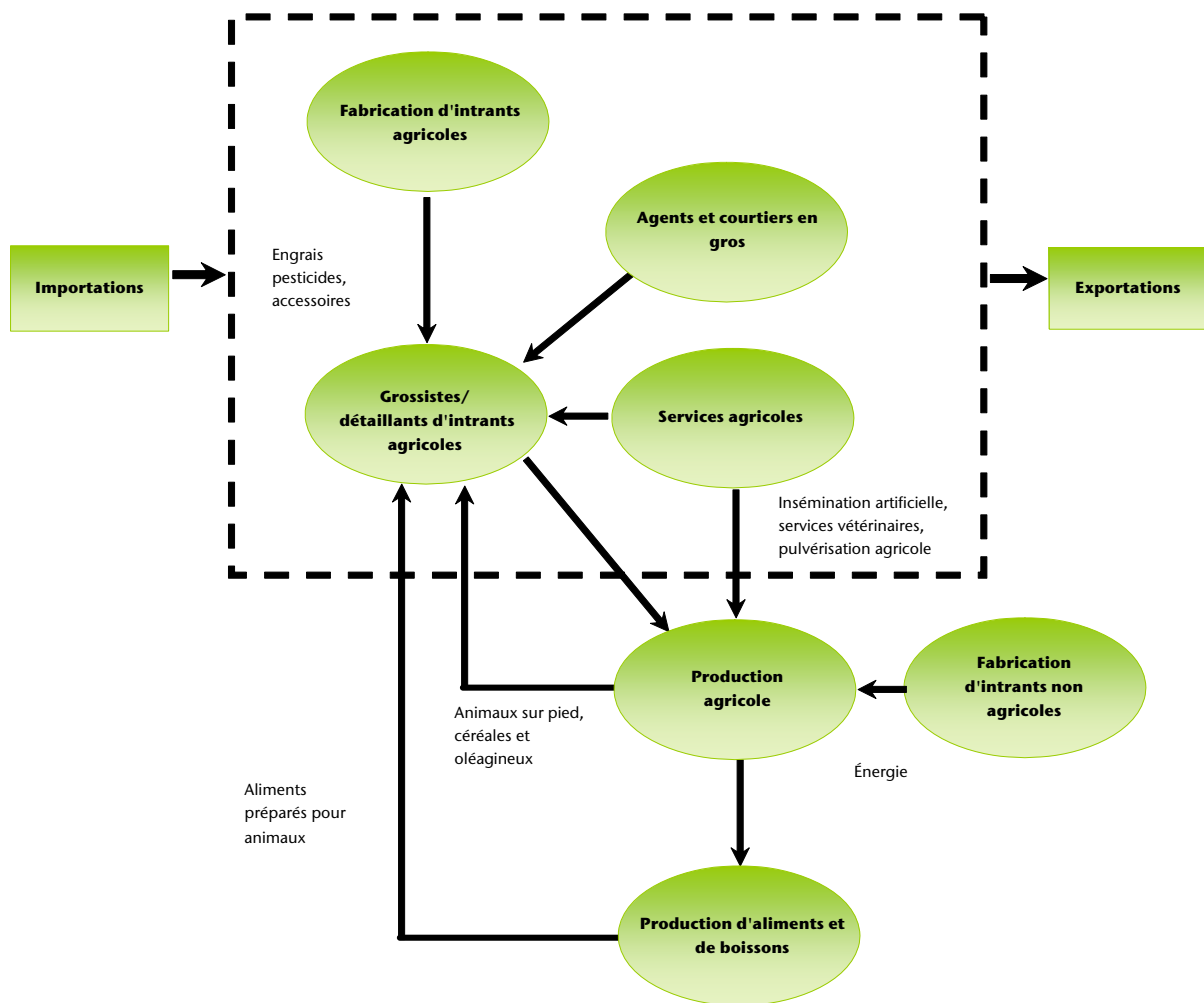 Fabrication d'intrants
agricoles
Agents et courtiers en
gros
Engrais
pesticides,
accessoires
Importations
Exportations
Grossistes/
détaillants d'intrants
agricoles
Services agricoles
Insémination artificielle,
services vétérinaires,
pulvérisation agricole
Production
agricole
Fabrication
d'intrants non
agricoles
Animaux sur pied,
céréales et
oléagineux
Énergie
Aliments
préparés pour
animaux
Production d'aliments et
de boissons